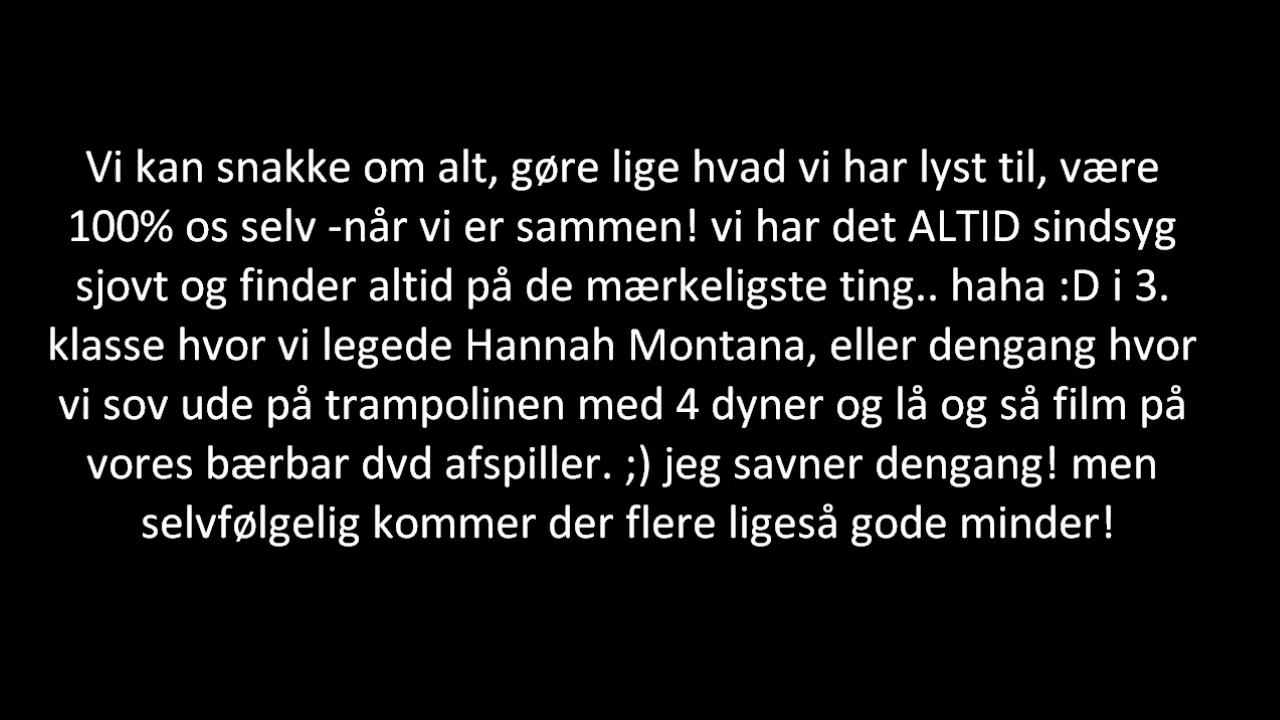 Vi kan snakke om alt, gøre lige hvad vi har lyst til, være
100% os selv -når vi er sammen! vi har det ALTID sindsyg
sjovt og finder altid på de mærkeligste ting.. haha :D i 3.
klasse hvor vi legede Hannah Montana, eller dengang hvor
vi sov ude på trampolinen med 4 dyner og lå og så film på
vores bærbar dvd afspiller. ;) jeg savner dengang! men
selvfølgelig kommer der flere ligeså gode minder!